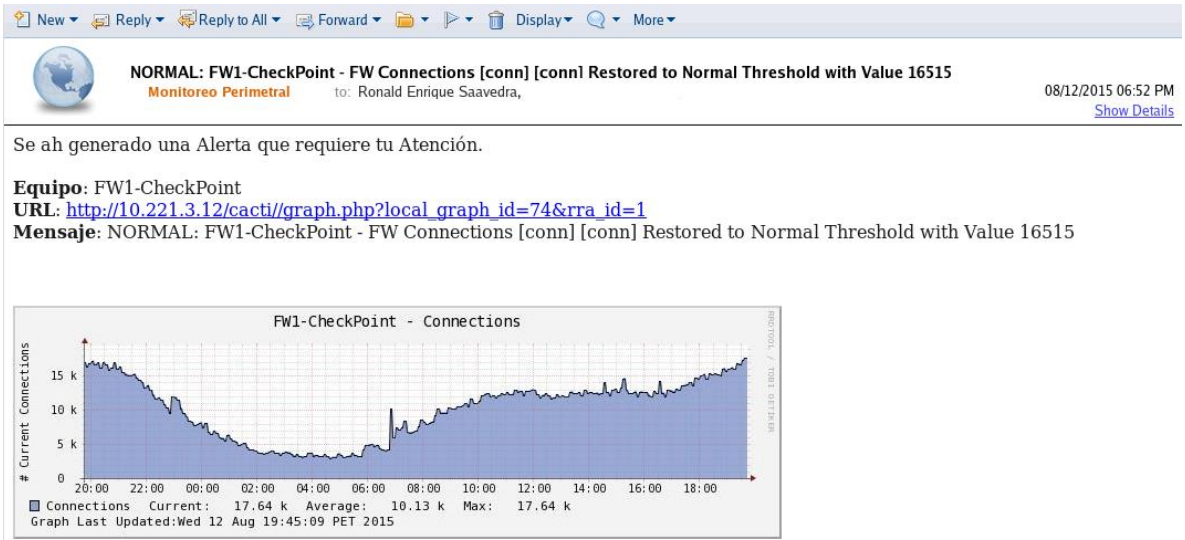 New Reply Reply to All Forward Display More
NORMAL: FW1-CheckPoint - FW Connections [conn] [conn] Restored to Normal Threshold with Value 16515
Monitoreo Perimetral to: Ronald Enrique Saavedra,
08/12/2015 06:52 PM
Show Details
Se ah generado una Alerta que requiere tu Atención.
Equipo: FW1-CheckPoint
URL: http://10.221.3.12/cacti//graph.php?local_graph_id=74&rra_id=1
Mensaje: NORMAL: FW1-CheckPoint - FW Connections [conn] [conn] Restored to Normal Threshold with Value 16515
FW1-CheckPoint - Connections
RRDTOOL / TOBI OETIKER
# Current Connections
15 k
10 k
5 k
0
20:00 22:00 00:00 02:00 04:00 06:00 08:00 10:00 12:00 14:00 16:00 18:00
Connections Current: 17.64 k Average: 10.13 k Max: 17.64 k
Graph Last Updated:Wed 12 Aug 19:45:09 PET 2015